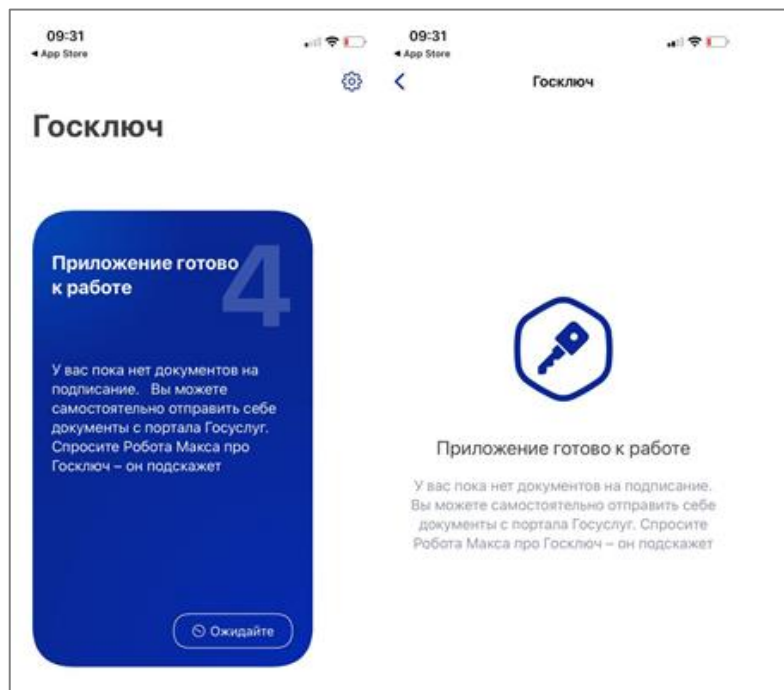 09:31
◀ App Store
Госключ
4
Приложение готово
к работе
У вас пока нет документов на
подписание. Вы можете
самостоятельно отправить себе
документы с портала Госуслуг.
Спросите Робота Макса про
Госключ – он подскажет
Ожидайте
09:31
◀ App Store
Госключ
Приложение готово к работе
У вас пока нет документов на подписание.
Вы можете самостоятельно отправить себе
документы с портала Госуслуг. Спросите
Робота Макса про Госключ – он подскажет